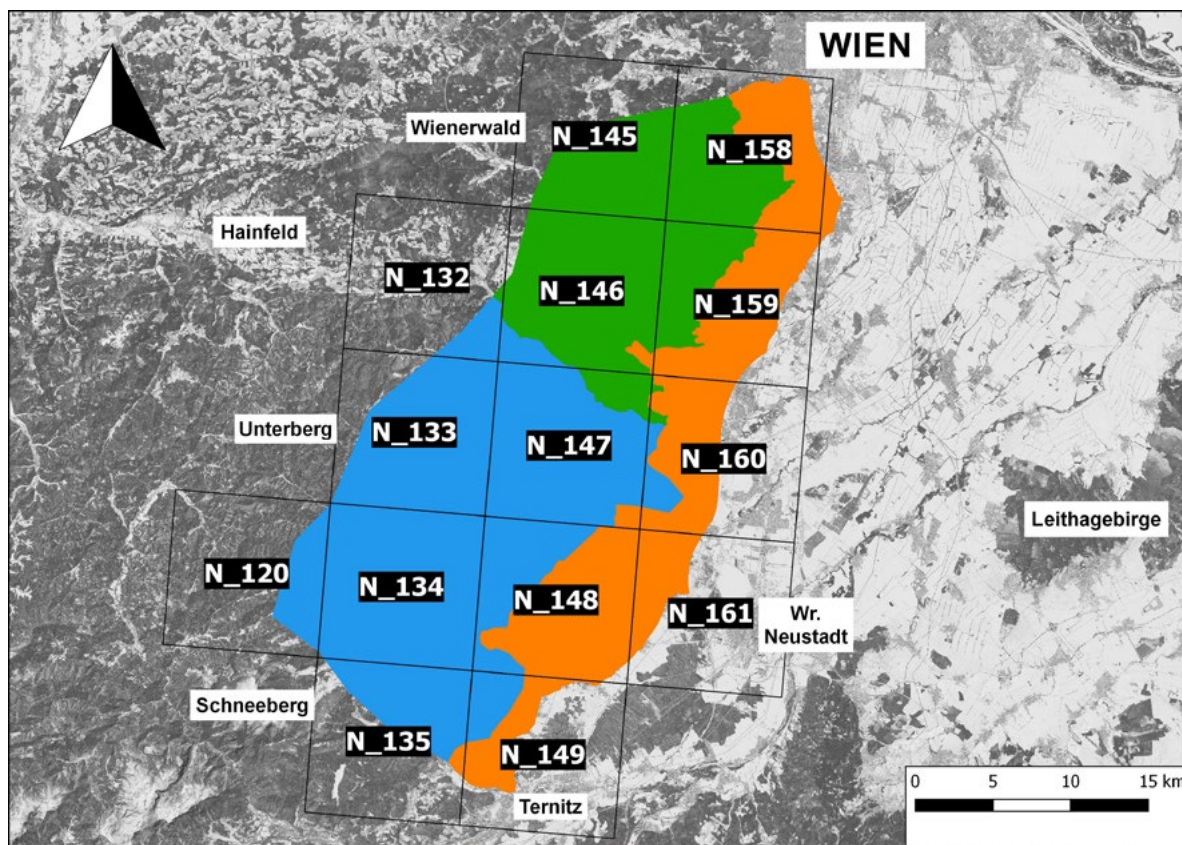 WIEN
Wienerwald
N_145
N_158
Hainfeld
N_132
N_146
N_159
Unterberg
N_133
N_147
N_160
Leithagebirge
N_120
N_134
N_148
N_161
Wr.
Neustadt
Schneeberg
N_135
N_149
Ternitz
0 5 10 15 km